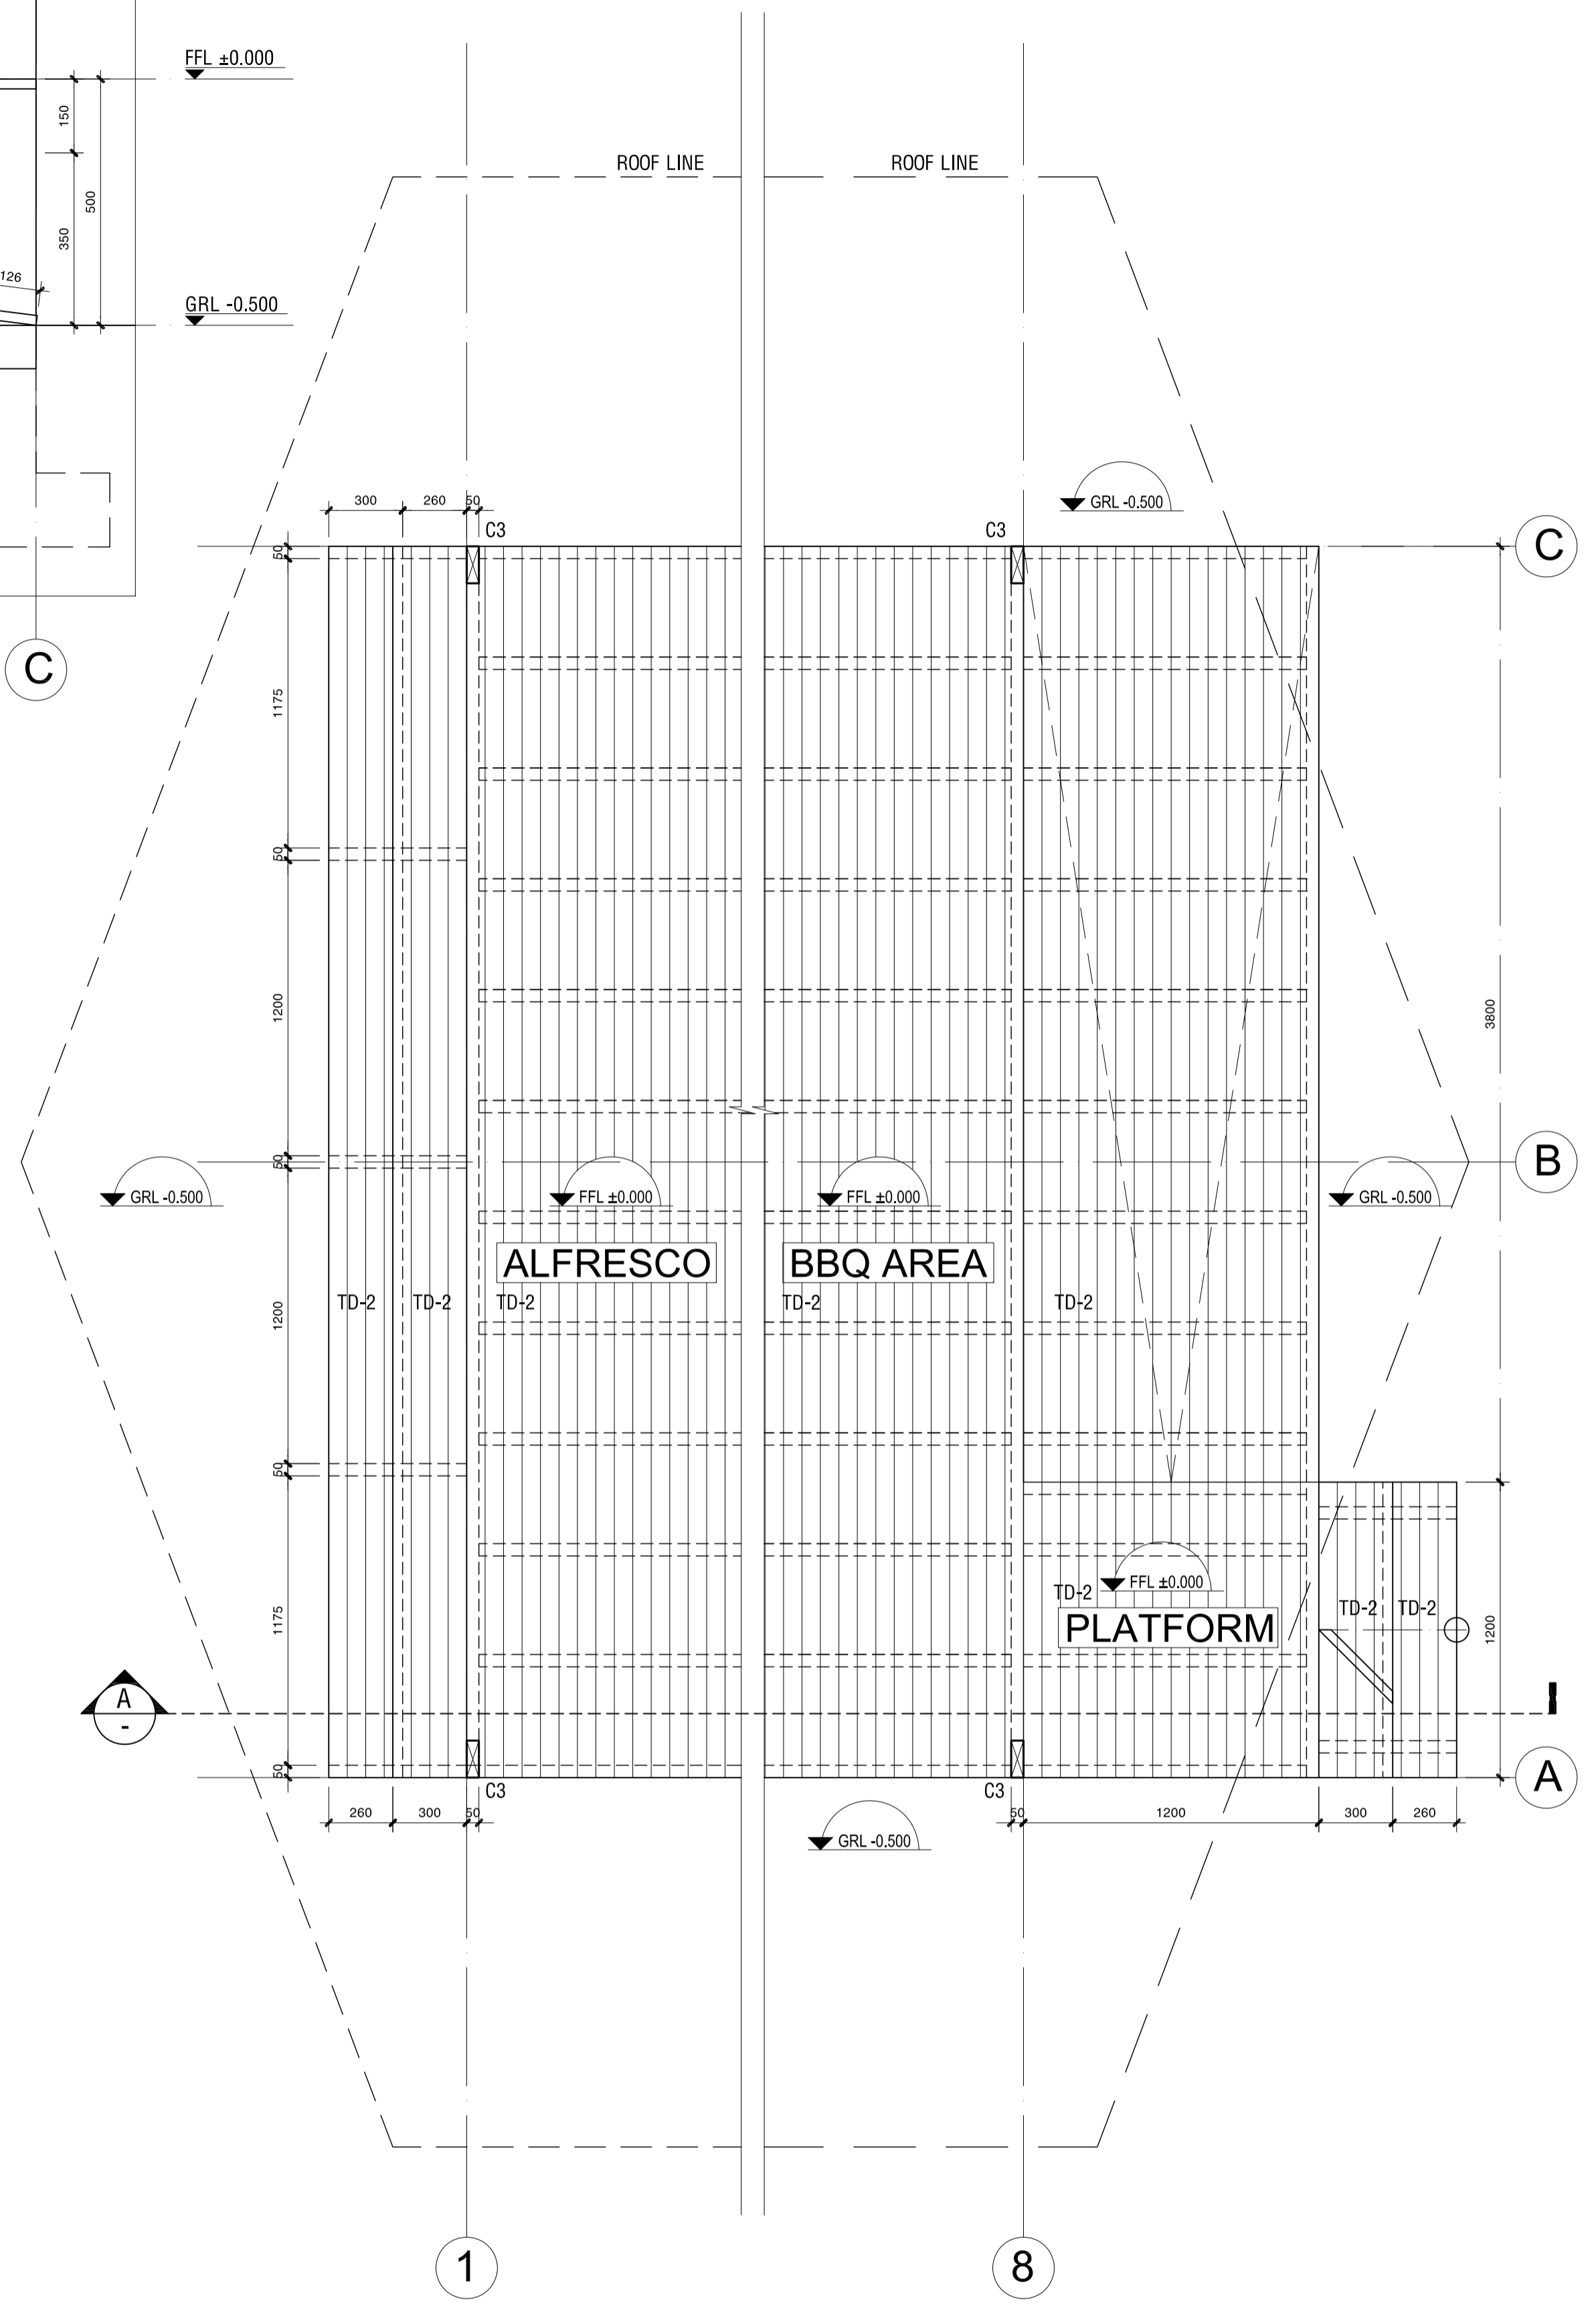 FFL ±0.000
150
500
350
126
GRL -0.500
ROOF LINE
ROOF LINE
C
GRL -0.500
300
260
50
C3
C3
C
50
1175
50
1200
3800
50
B
GRL -0.500
FFL ±0.000
FFL ±0.000
GRL -0.500
ALFRESCO
BBQ AREA
1200
TD-2
TD-2
TD-2
TD-2
TD-2
50
FFL ±0.000
TD-2
PLATFORM
TD-2
TD-2
1175
1200
A
-
50
A
C3
C3
260
300
50
50
1200
300
260
GRL -0.500
1
8